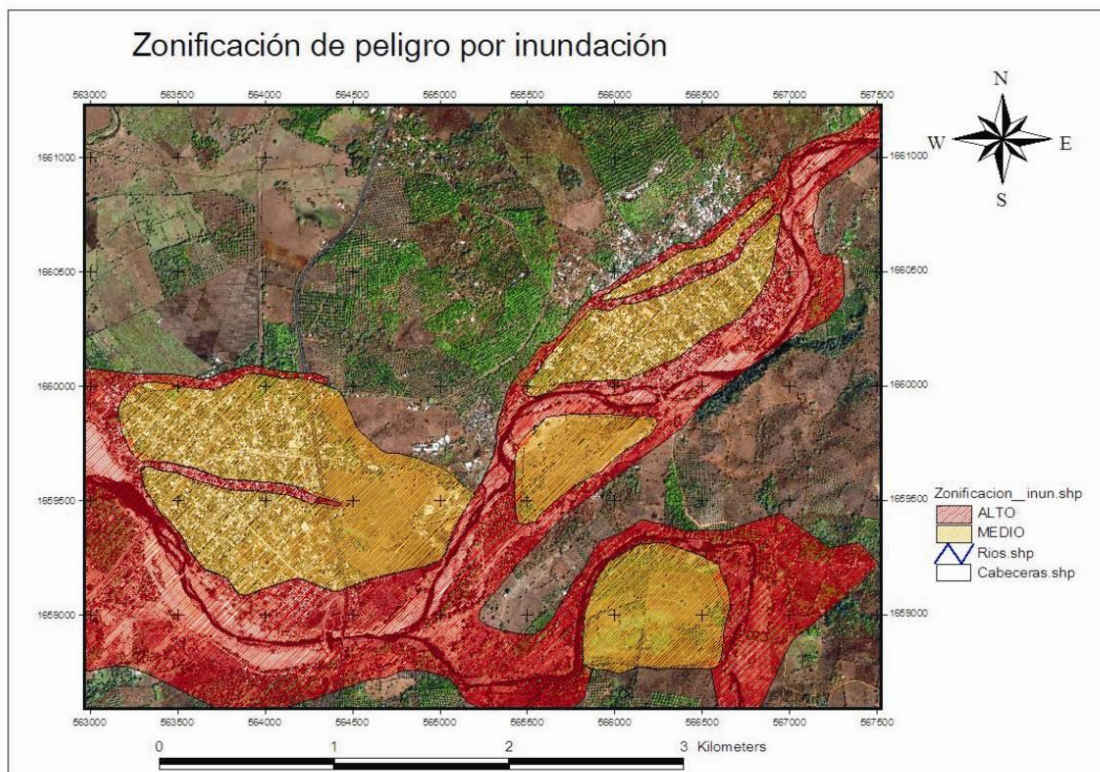 Zonificación de peligro por inundación
563000 563500 564000 564500 565000 565500 566000 566500 567000 567500
N
W E
S
1661000 1661000
1660500 1660500
1660000 1660000
1659500 1659500
1659000 1659000
563000 563500 564000 564500 565000 565500 566000 566500 567000 567500
Zonificacion__inun.shp
ALTO
MEDIO
Rios.shp
Cabeceras.shp
0 1 2 3 Kilometers